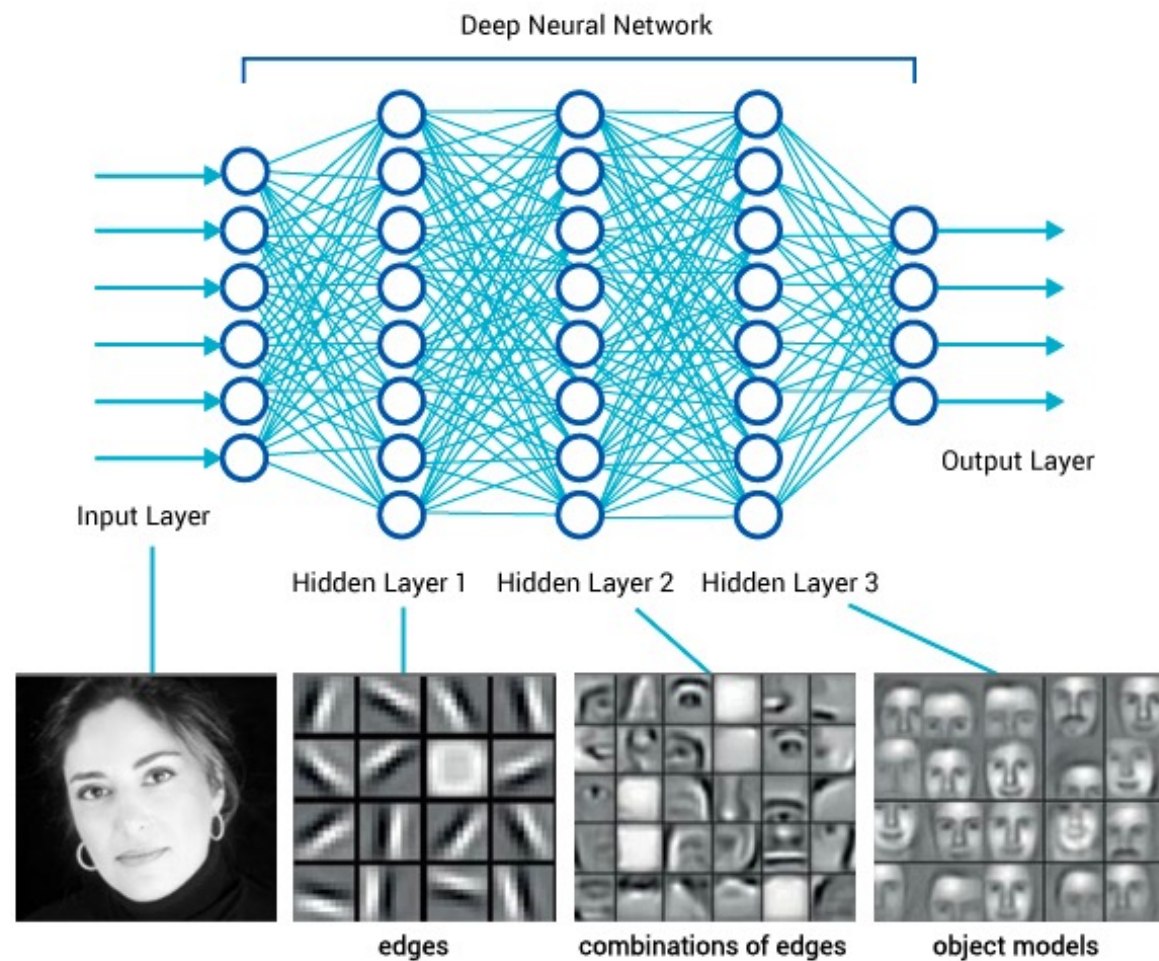 Deep Neural Network
Input Layer
Output Layer
Hidden Layer 1
Hidden Layer 2
Hidden Layer 3
edges
combinations of edges
object models